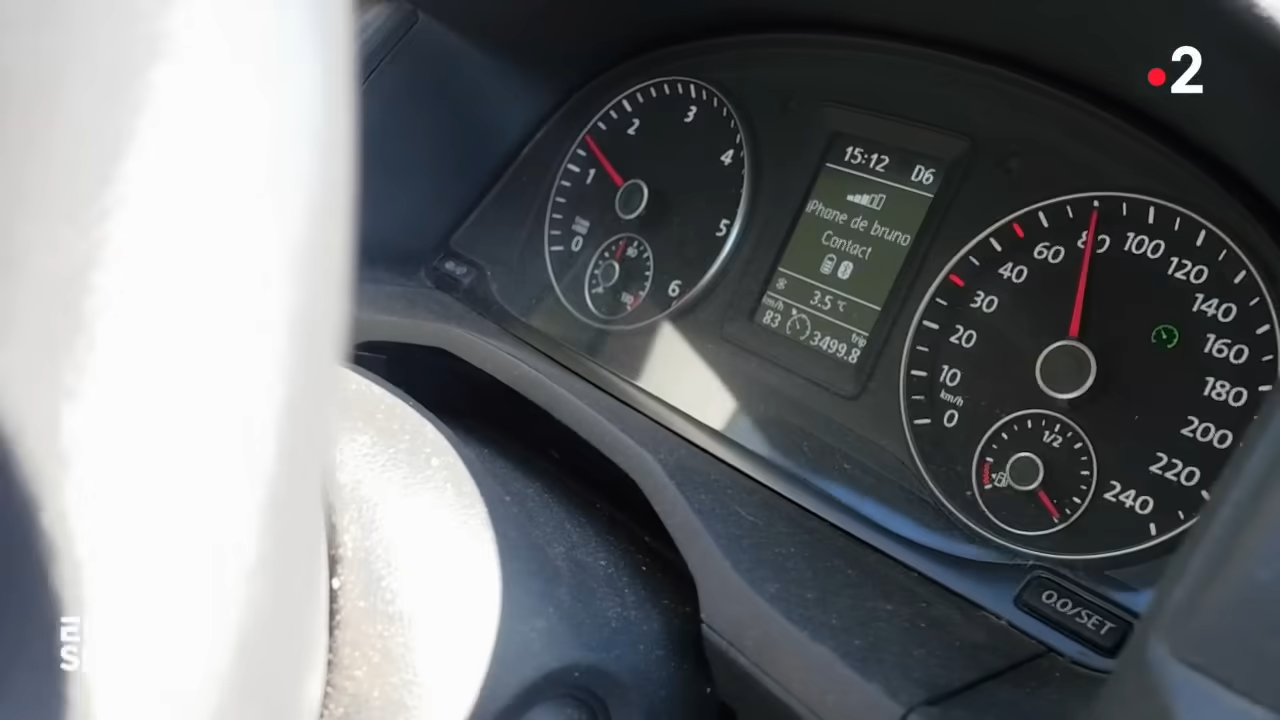 2
0
1
2
3
4
5
6
90
110
15:12 D6
iPhone de bruno
Contact
3.5 °C
km/h
83
trip
3499.8
0
km/h
10
20
30
40
60
80
100
120
140
160
180
200
220
240
1/2
0.0/SET
E
S